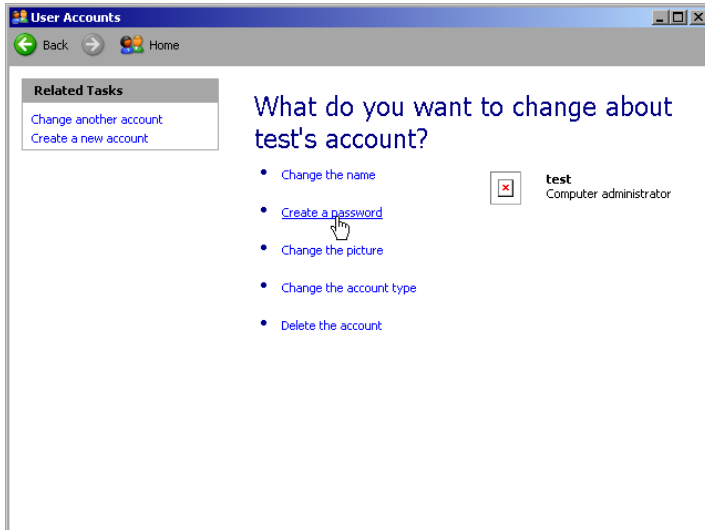 User Accounts
Back Home
Related Tasks
Change another account
Create a new account
What do you want to change about
test's account?
Change the name
Create a password
Change the picture
Change the account type
Delete the account
test
Computer administrator